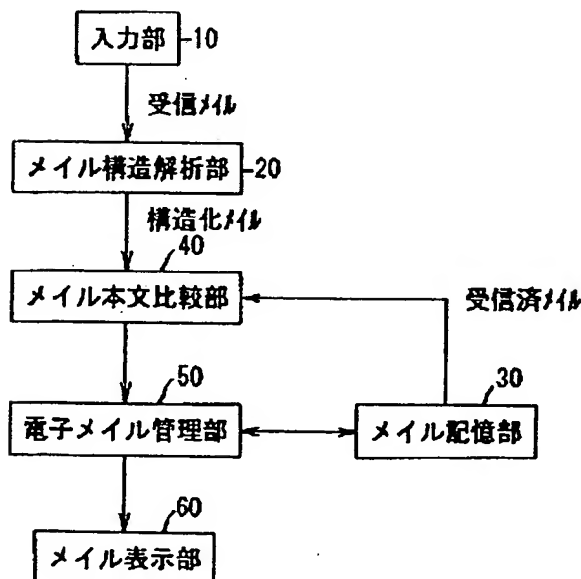 入力部 10
受信メイル
メイル構造解析部 20
構造化メイル
40
メイル本文比較部
受信済メイル
50
30
電子メイル管理部
メイル記憶部
60
メイル表示部